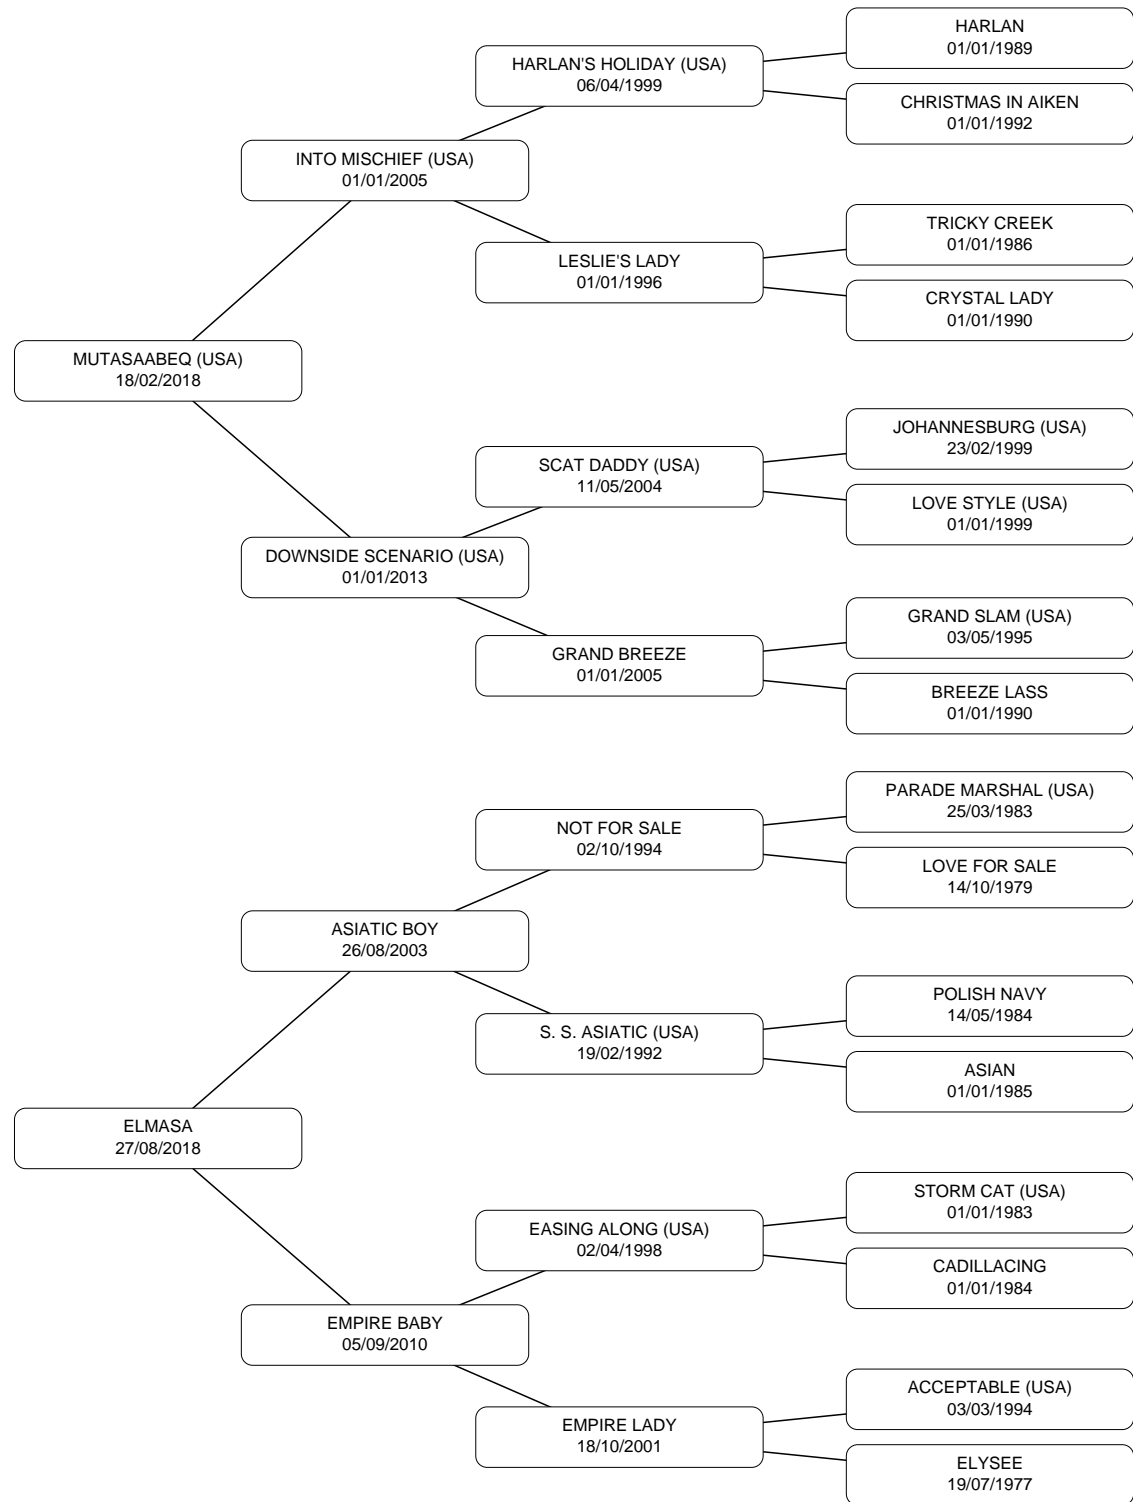 HARLAN
01/01/1989
HARLAN'S HOLIDAY (USA)
06/04/1999
CHRISTMAS IN AIKEN
01/01/1992
INTO MISCHIEF (USA)
01/01/2005
TRICKY CREEK
01/01/1986
LESLIE'S LADY
01/01/1996
CRYSTAL LADY
01/01/1990
MUTASAABEQ (USA)
18/02/2018
JOHANNESBURG (USA)
23/02/1999
SCAT DADDY (USA)
11/05/2004
LOVE STYLE (USA)
01/01/1999
DOWNSIDE SCENARIO (USA)
01/01/2013
GRAND SLAM (USA)
03/05/1995
GRAND BREEZE
01/01/2005
BREEZE LASS
01/01/1990
PARADE MARSHAL (USA)
25/03/1983
NOT FOR SALE
02/10/1994
LOVE FOR SALE
14/10/1979
ASIATIC BOY
26/08/2003
POLISH NAVY
14/05/1984
S. S. ASIATIC (USA)
19/02/1992
ASIAN
01/01/1985
ELMASA
27/08/2018
STORM CAT (USA)
01/01/1983
EASING ALONG (USA)
02/04/1998
CADILLACING
01/01/1984
EMPIRE BABY
05/09/2010
ACCEPTABLE (USA)
03/03/1994
EMPIRE LADY
18/10/2001
ELYSEE
19/07/1977